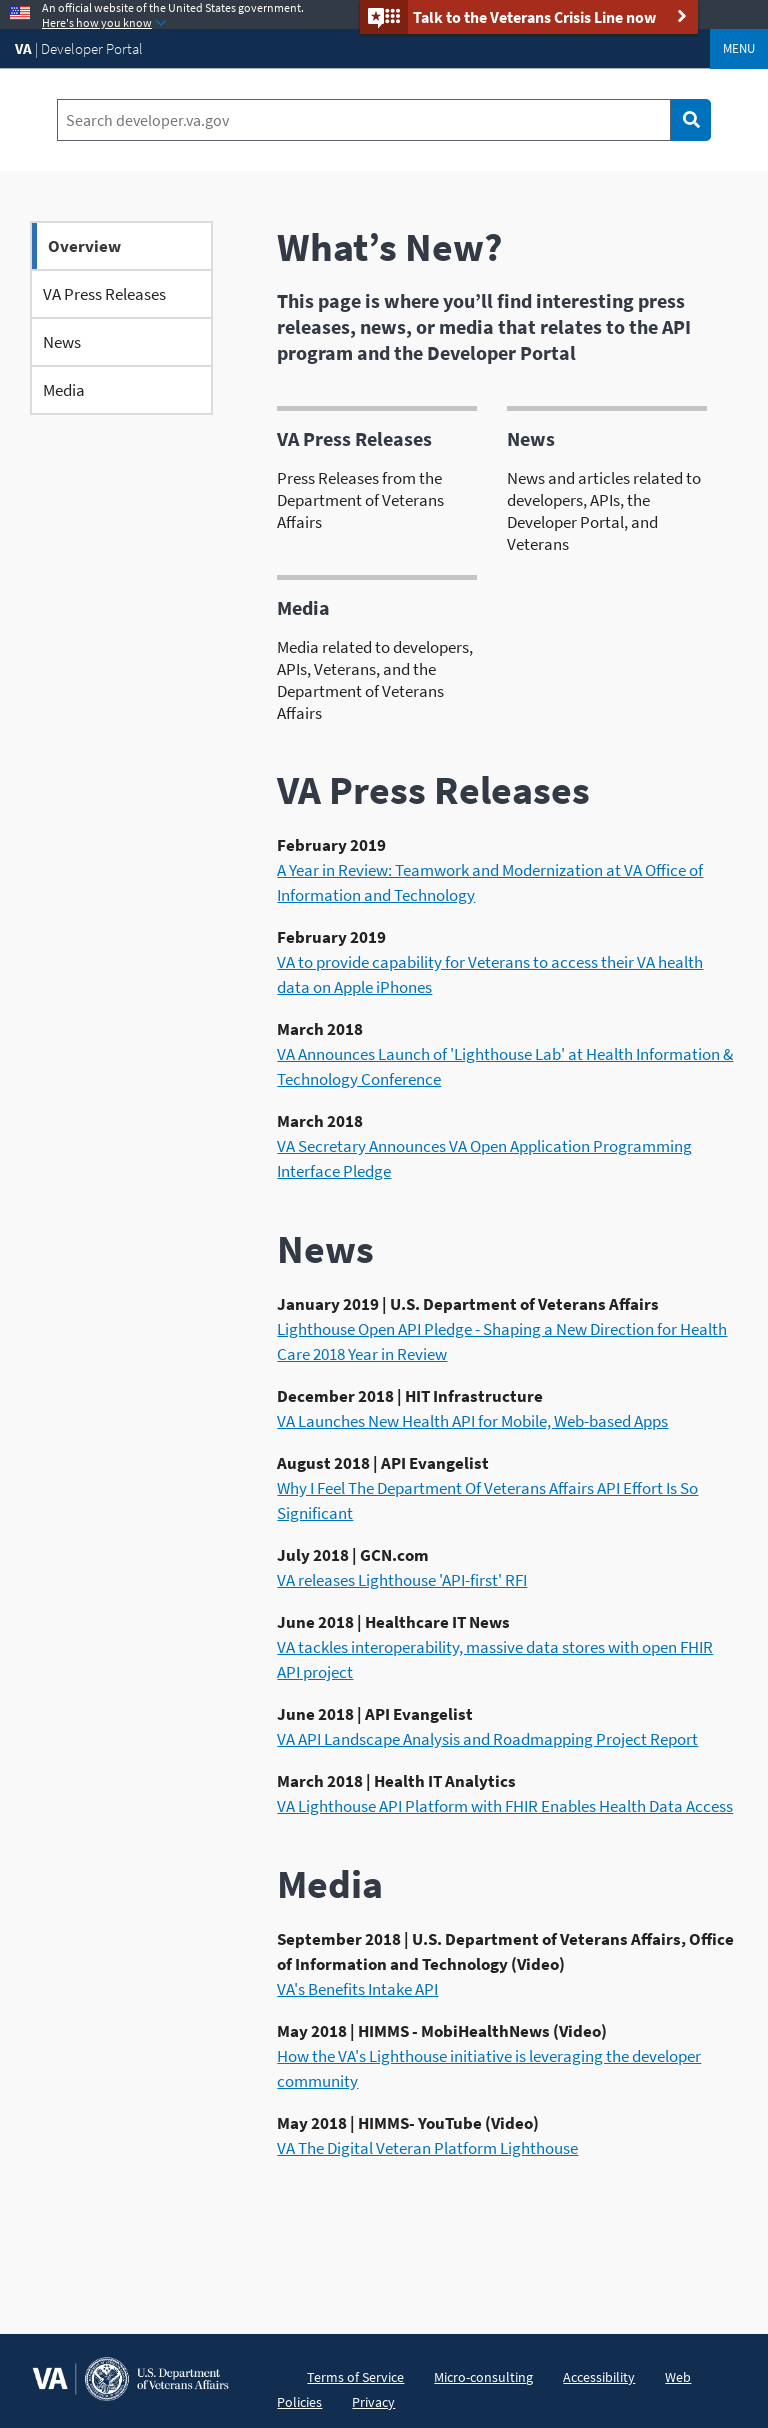 An official website of the United States government.
Here's how you know
Talk to the Veterans Crisis Line now
VA | Developer Portal
MENU
Search developer.va.gov
Overview
VA Press Releases
News
Media
What’s New?
This page is where you’ll find interesting press
releases, news, or media that relates to the API
program and the Developer Portal
VA Press Releases
Press Releases from the
Department of Veterans
Affairs
News
News and articles related to
developers, APIs, the
Developer Portal, and
Veterans
Media
Media related to developers,
APIs, Veterans, and the
Department of Veterans
Affairs
VA Press Releases
February 2019
A Year in Review: Teamwork and Modernization at VA Office of
Information and Technology
February 2019
VA to provide capability for Veterans to access their VA health
data on Apple iPhones
March 2018
VA Announces Launch of 'Lighthouse Lab' at Health Information &
Technology Conference
March 2018
VA Secretary Announces VA Open Application Programming
Interface Pledge
News
January 2019 | U.S. Department of Veterans Affairs
Lighthouse Open API Pledge - Shaping a New Direction for Health
Care 2018 Year in Review
December 2018 | HIT Infrastructure
VA Launches New Health API for Mobile, Web-based Apps
August 2018 | API Evangelist
Why I Feel The Department Of Veterans Affairs API Effort Is So
Significant
July 2018 | GCN.com
VA releases Lighthouse 'API-first' RFI
June 2018 | Healthcare IT News
VA tackles interoperability, massive data stores with open FHIR
API project
June 2018 | API Evangelist
VA API Landscape Analysis and Roadmapping Project Report
March 2018 | Health IT Analytics
VA Lighthouse API Platform with FHIR Enables Health Data Access
Media
September 2018 | U.S. Department of Veterans Affairs, Office
of Information and Technology (Video)
VA's Benefits Intake API
May 2018 | HIMMS - MobiHealthNews (Video)
How the VA's Lighthouse initiative is leveraging the developer
community
May 2018 | HIMMS- YouTube (Video)
VA The Digital Veteran Platform Lighthouse
VA
U.S. Department
of Veterans Affairs
Terms of Service Micro-consulting Accessibility Web
Policies Privacy